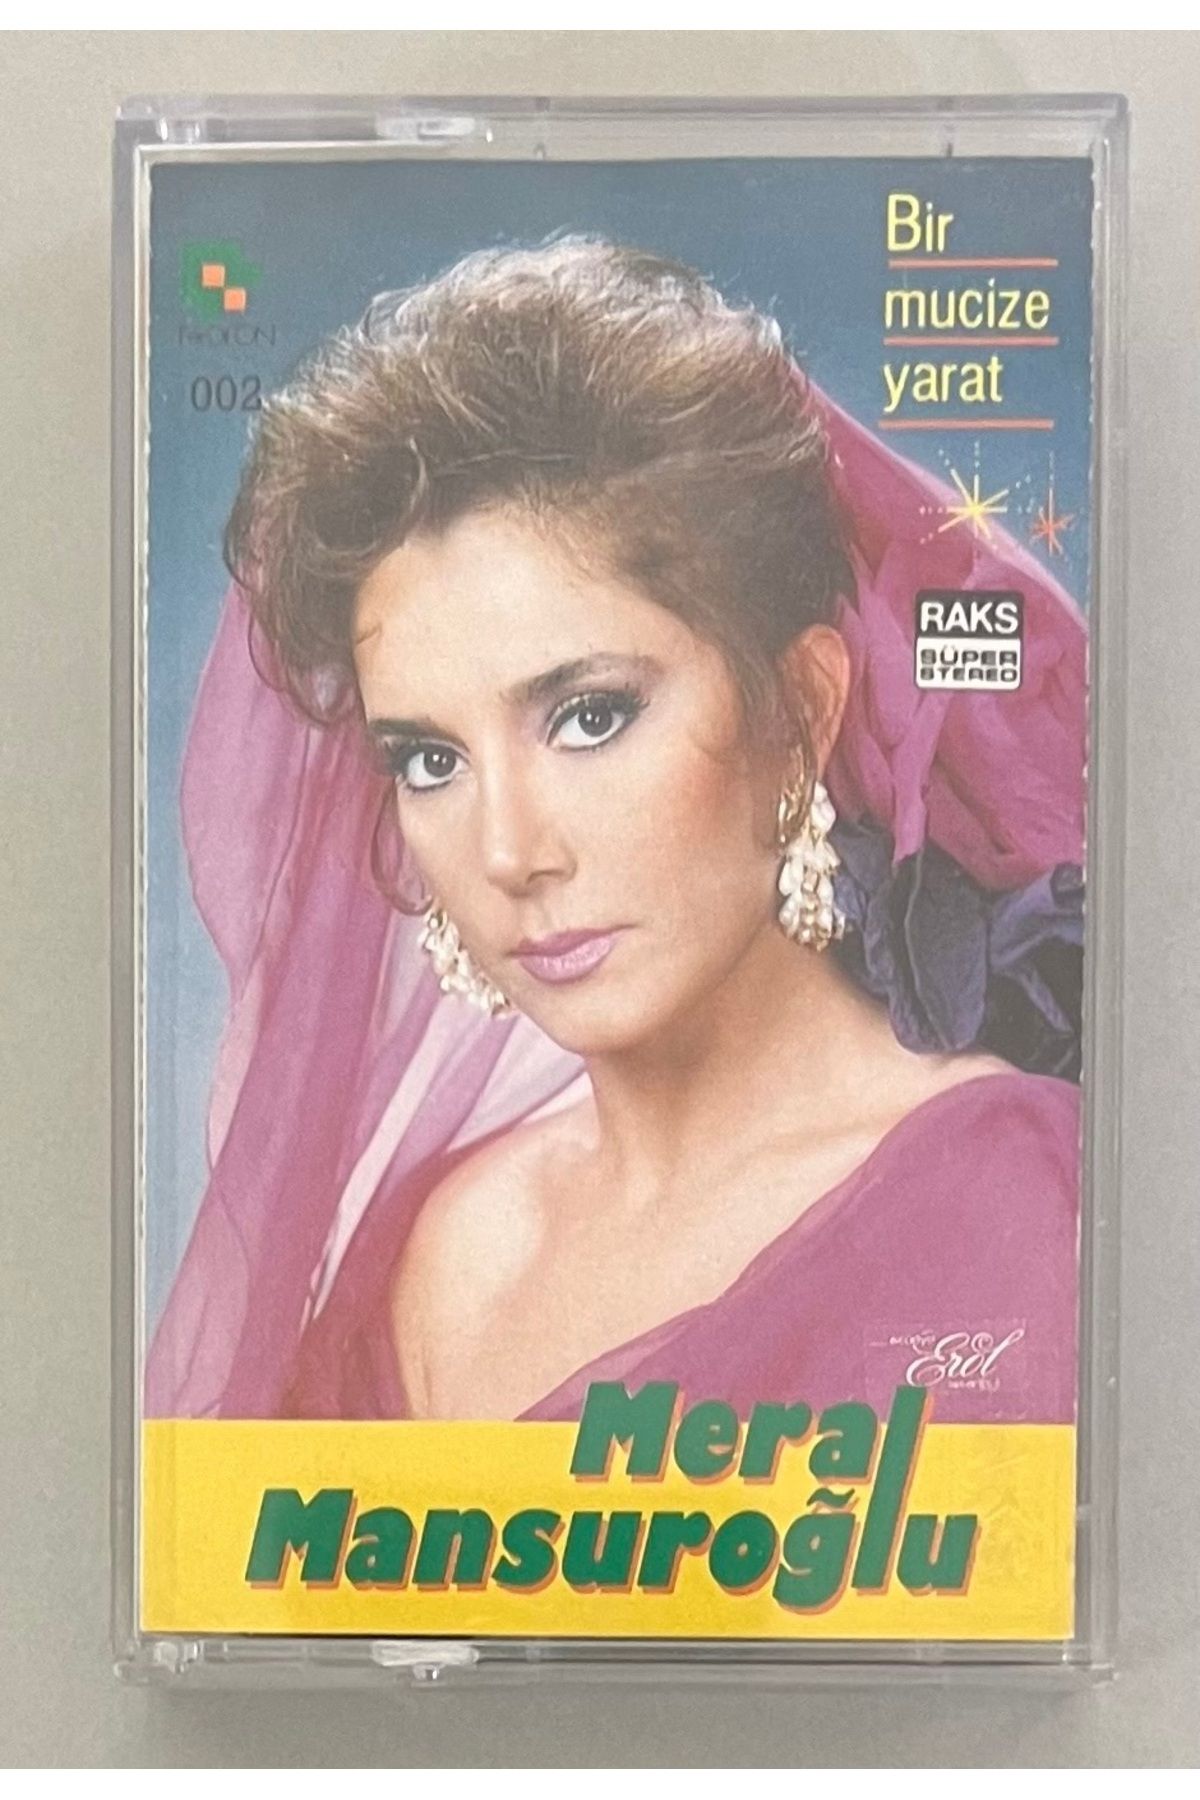 Bir
mucize
yarat
002
RAKS
SÜPER
STEREO
Erol
Meral
Mansuroğlu